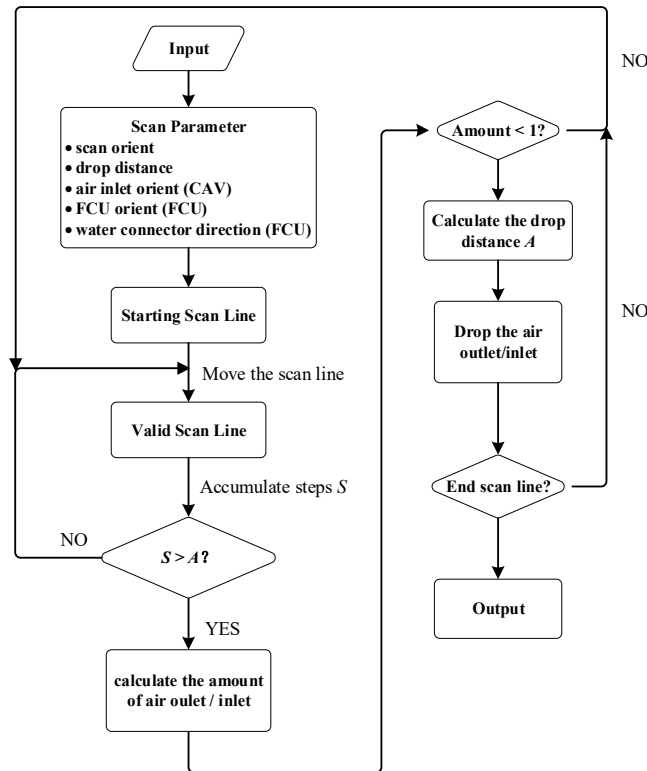 Input
Scan Parameter
• scan orient
• drop distance
• air inlet orient (CAV)
• FCU orient (FCU)
• water connector direction (FCU)
Starting Scan Line
Move the scan line
Valid Scan Line
Accumulate steps S
NO
S > A?
YES
calculate the amount
of air oulet / inlet
NO
Amount < 1?
Calculate the drop
distance A
Drop the air
outlet/inlet
NO
End scan line?
Output